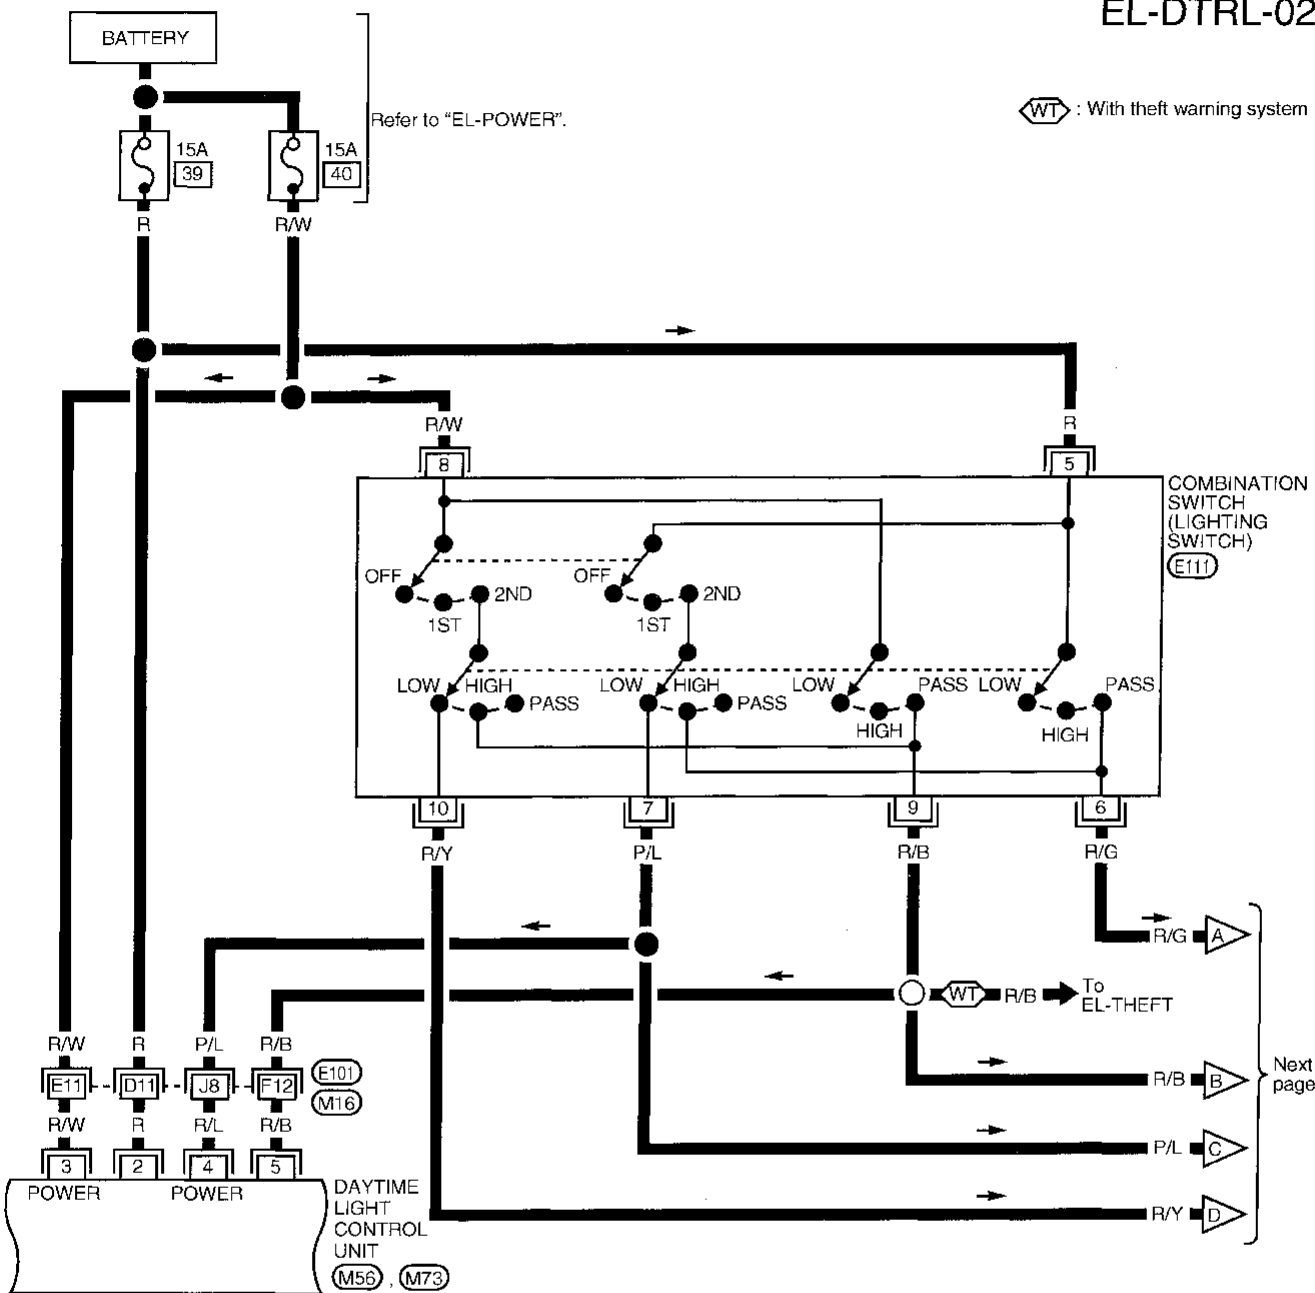 EL-DTRL-02
BATTERY
Refer to "EL-POWER".
WT : With theft warning system
15A
39
15A
40
R
R/W
R/W
R
8
5
COMBINATION
SWITCH
(LIGHTING
SWITCH)
E111
OFF
1ST
2ND
OFF
1ST
2ND
LOW
HIGH
PASS
LOW
HIGH
PASS
LOW
HIGH
PASS
LOW
HIGH
PASS
10
7
9
6
R/Y
P/L
R/B
R/G
R/G
A
WT
R/B
To
EL-THEFT
R/W
R
P/L
R/B
E11
D11
J8
F12
E101
M16
R/W
R
R/L
R/B
3
2
4
5
POWER
POWER
DAYTIME
LIGHT
CONTROL
UNIT
M56 , M73
R/B
B
Next
page
P/L
C
R/Y
D